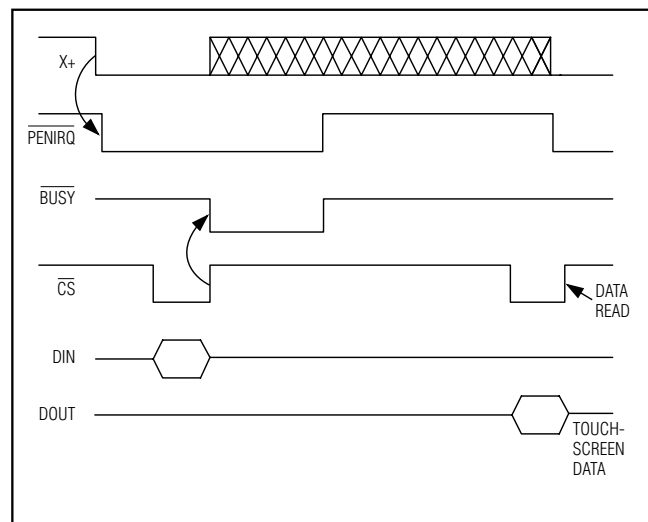 X+
PENIRQ
BUSY
CS
DATA
READ
DIN
DOUT
TOUCH-
SCREEN
DATA